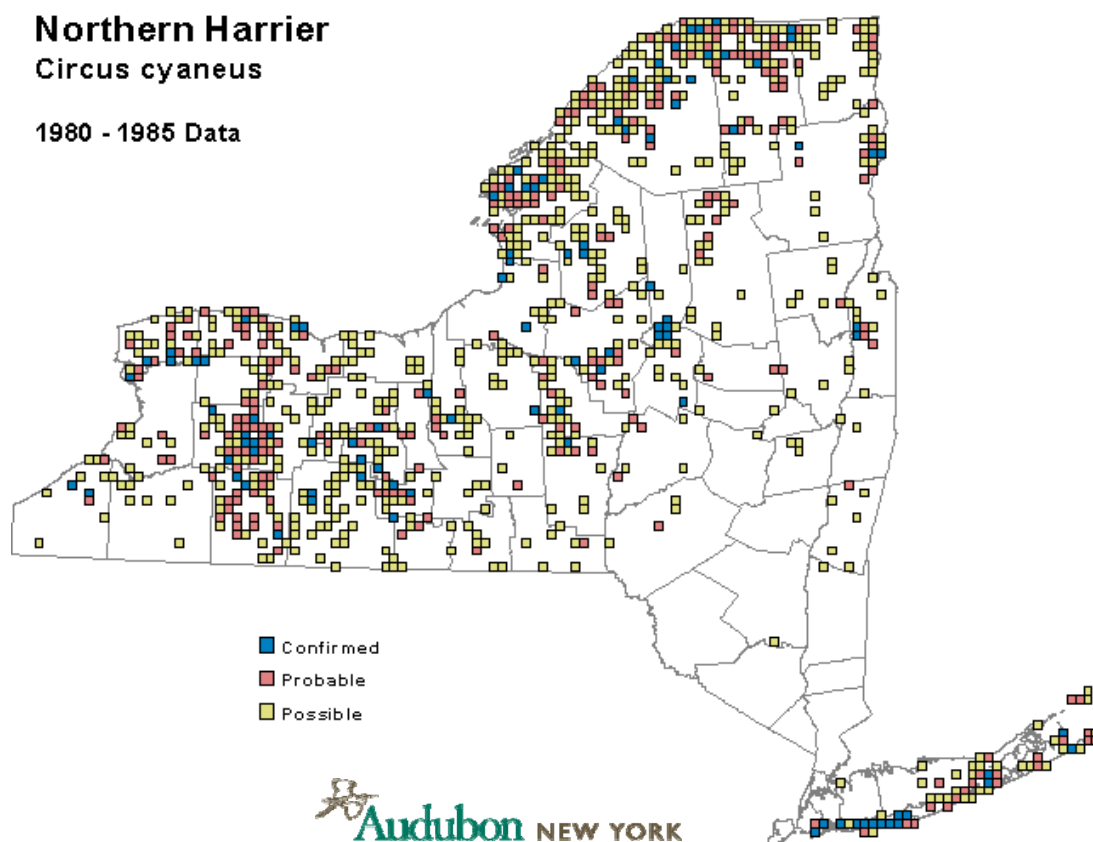 Northern Harrier
Circus cyaneus
1980 - 1985 Data
Confirmed
Probable
Possible
Audubon NEW YORK